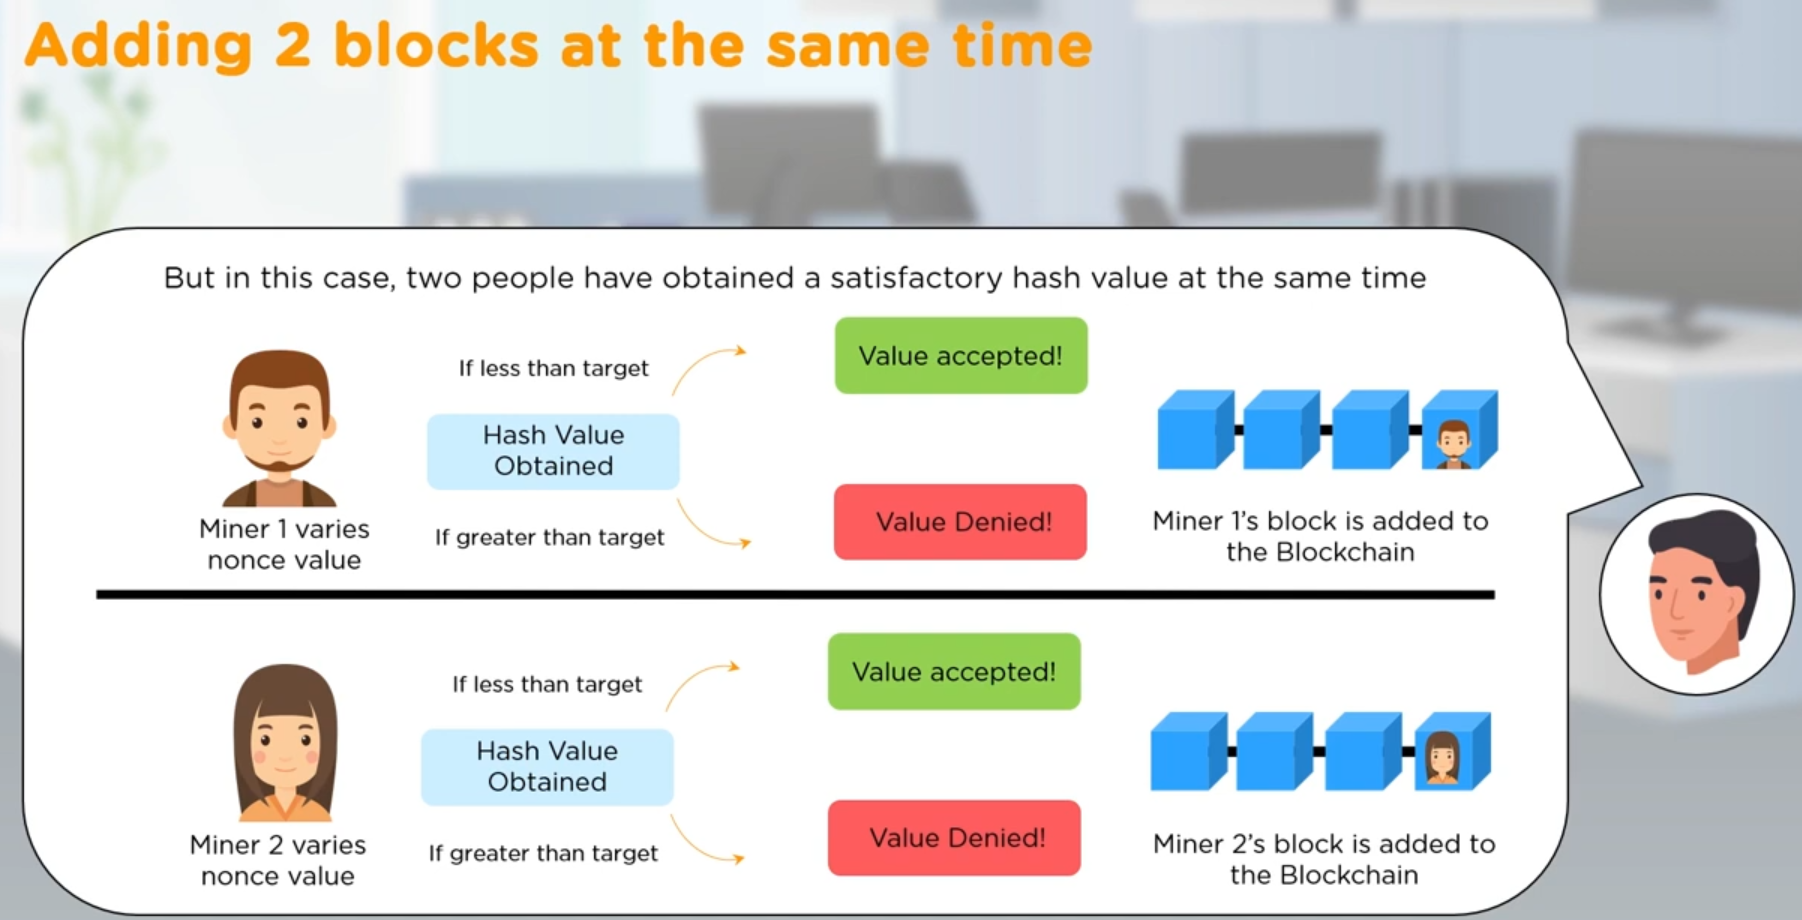 Adding 2 blocks at the same time
But in this case, two people have obtained a satisfactory hash value at the same time
If less than target
Value accepted!
Hash Value
Obtained
If greater than target
Value Denied!
Miner 1 varies
nonce value
Miner 1's block is added to
the Blockchain
If less than target
Value accepted!
Hash Value
Obtained
If greater than target
Value Denied!
Miner 2 varies
nonce value
Miner 2's block is added to
the Blockchain